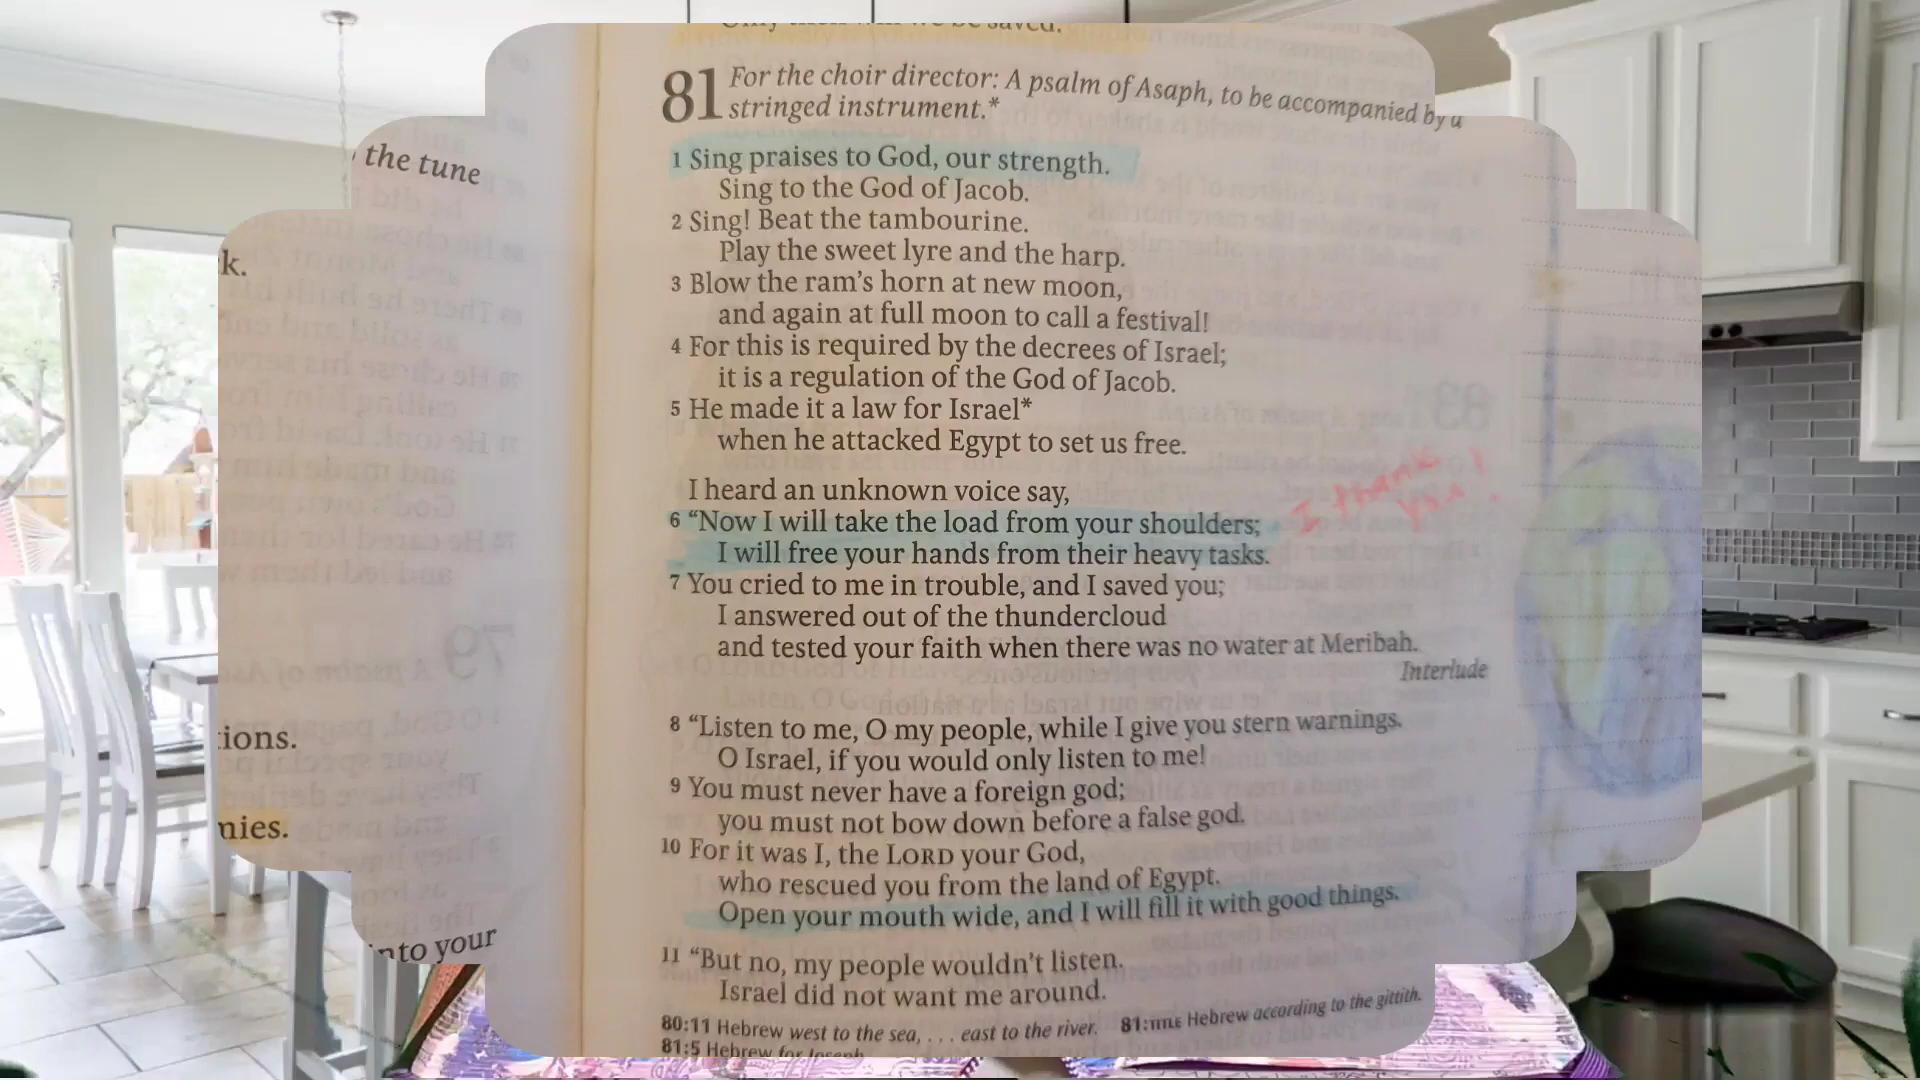 81 For the choir director: A psalm of Asaph, to be accompanied by a
stringed instrument.*
1 Sing praises to God, our strength.
Sing to the God of Jacob.
2 Sing! Beat the tambourine.
Play the sweet lyre and the harp.
3 Blow the ram's horn at new moon,
and again at full moon to call a festival!
4 For this is required by the decrees of Israel;
it is a regulation of the God of Jacob.
5 He made it a law for Israel*
when he attacked Egypt to set us free.
I heard an unknown voice say,
6 “Now I will take the load from your shoulders;
I will free your hands from their heavy tasks.
I thank
you!
7 You cried to me in trouble, and I saved you;
I answered out of the thundercloud
and tested your faith when there was no water at Meribah.
Interlude
8 “Listen to me, O my people, while I give you stern warnings.
O Israel, if you would only listen to me!
9 You must never have a foreign god;
you must not bow down before a false god.
10 For it was I, the LORD your God,
who rescued you from the land of Egypt.
Open your mouth wide, and I will fill it with good things.
11 “But no, my people wouldn't listen.
Israel did not want me around.
80:11 Hebrew west to the sea, . . . east to the river. 81:TITLE Hebrew according to the gittith.
81:5 Hebrew for Joseph.
the tune
k.
ions.
nies.
into your